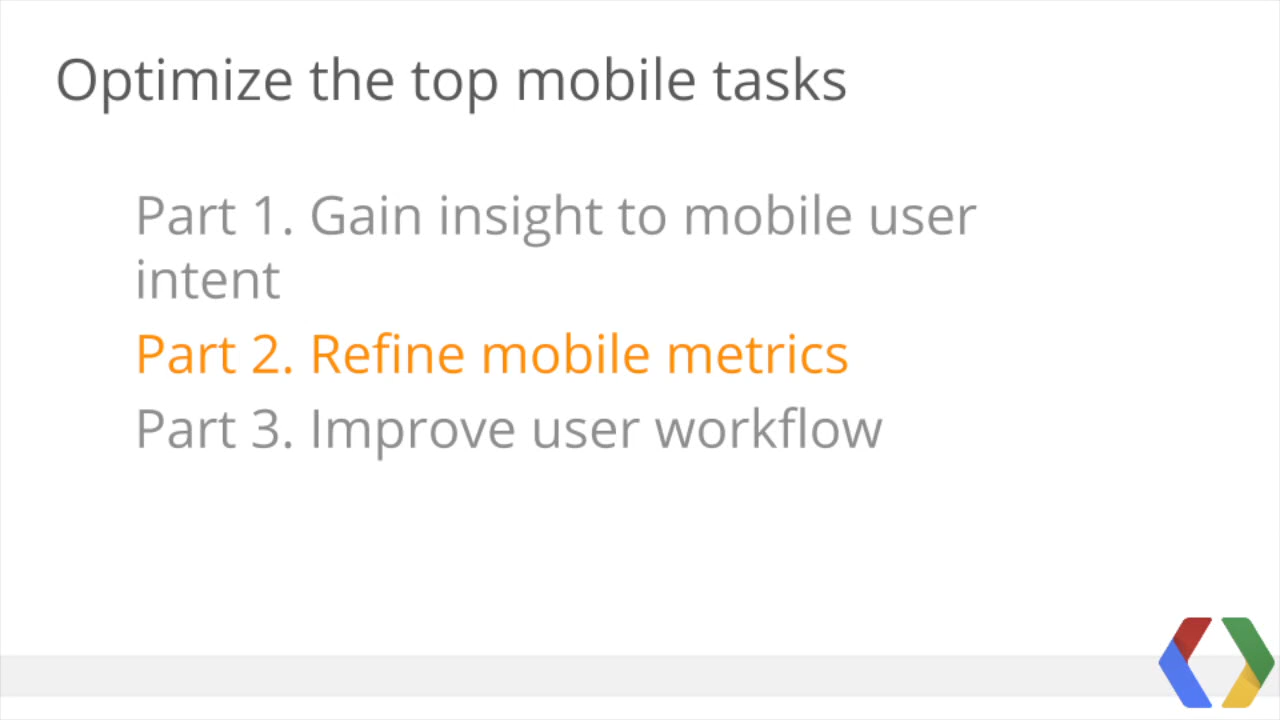 Optimize the top mobile tasks
Part 1. Gain insight to mobile user
intent
Part 2. Refine mobile metrics
Part 3. Improve user workflow